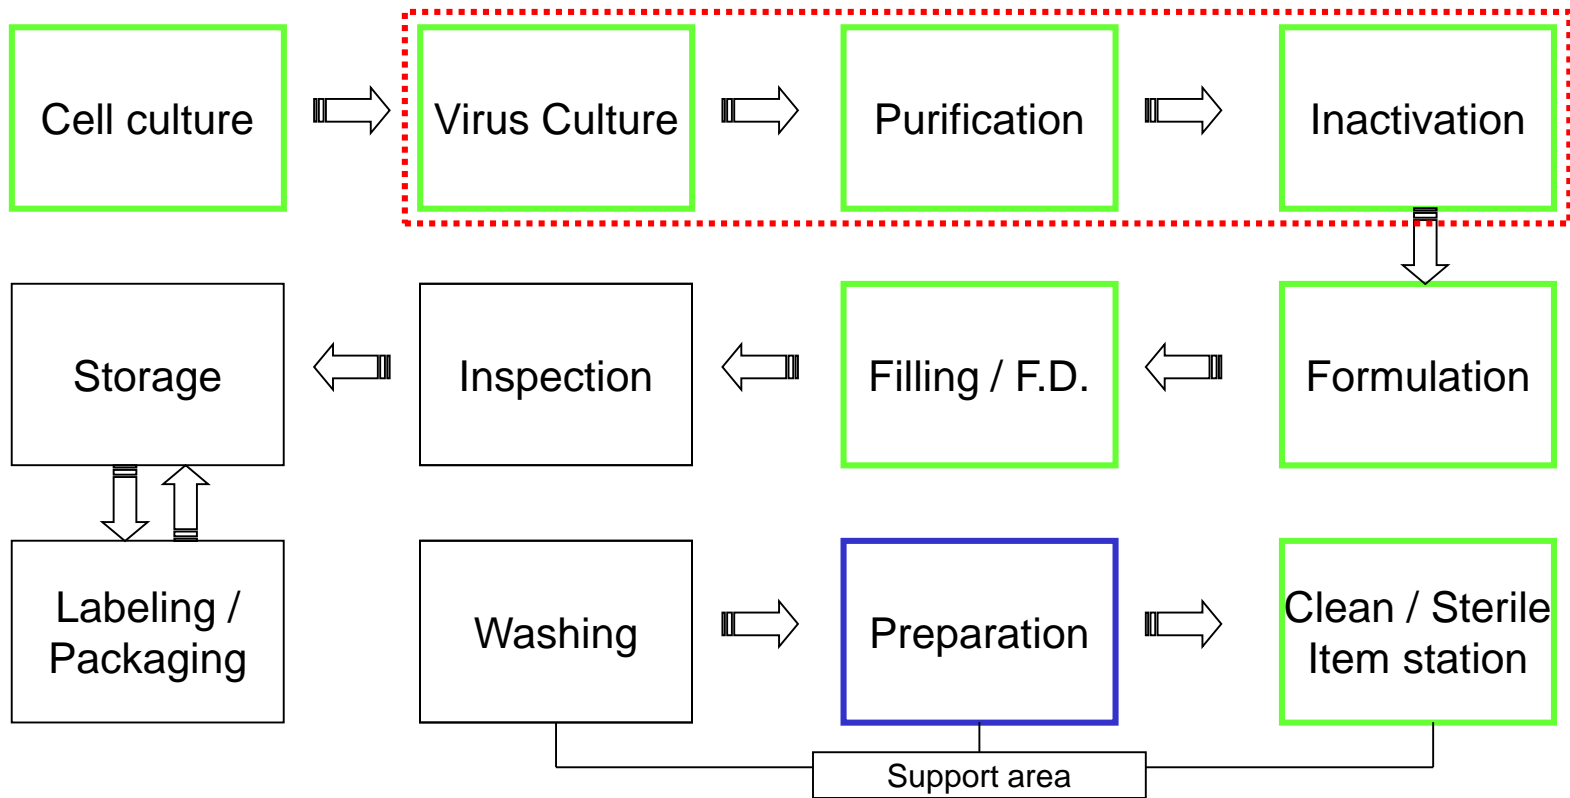 Cell culture
Virus Culture
Purification
Inactivation
Storage
Inspection
Filling / F.D.
Formulation
Labeling /
Packaging
Washing
Preparation
Clean / Sterile
Item station
Support area